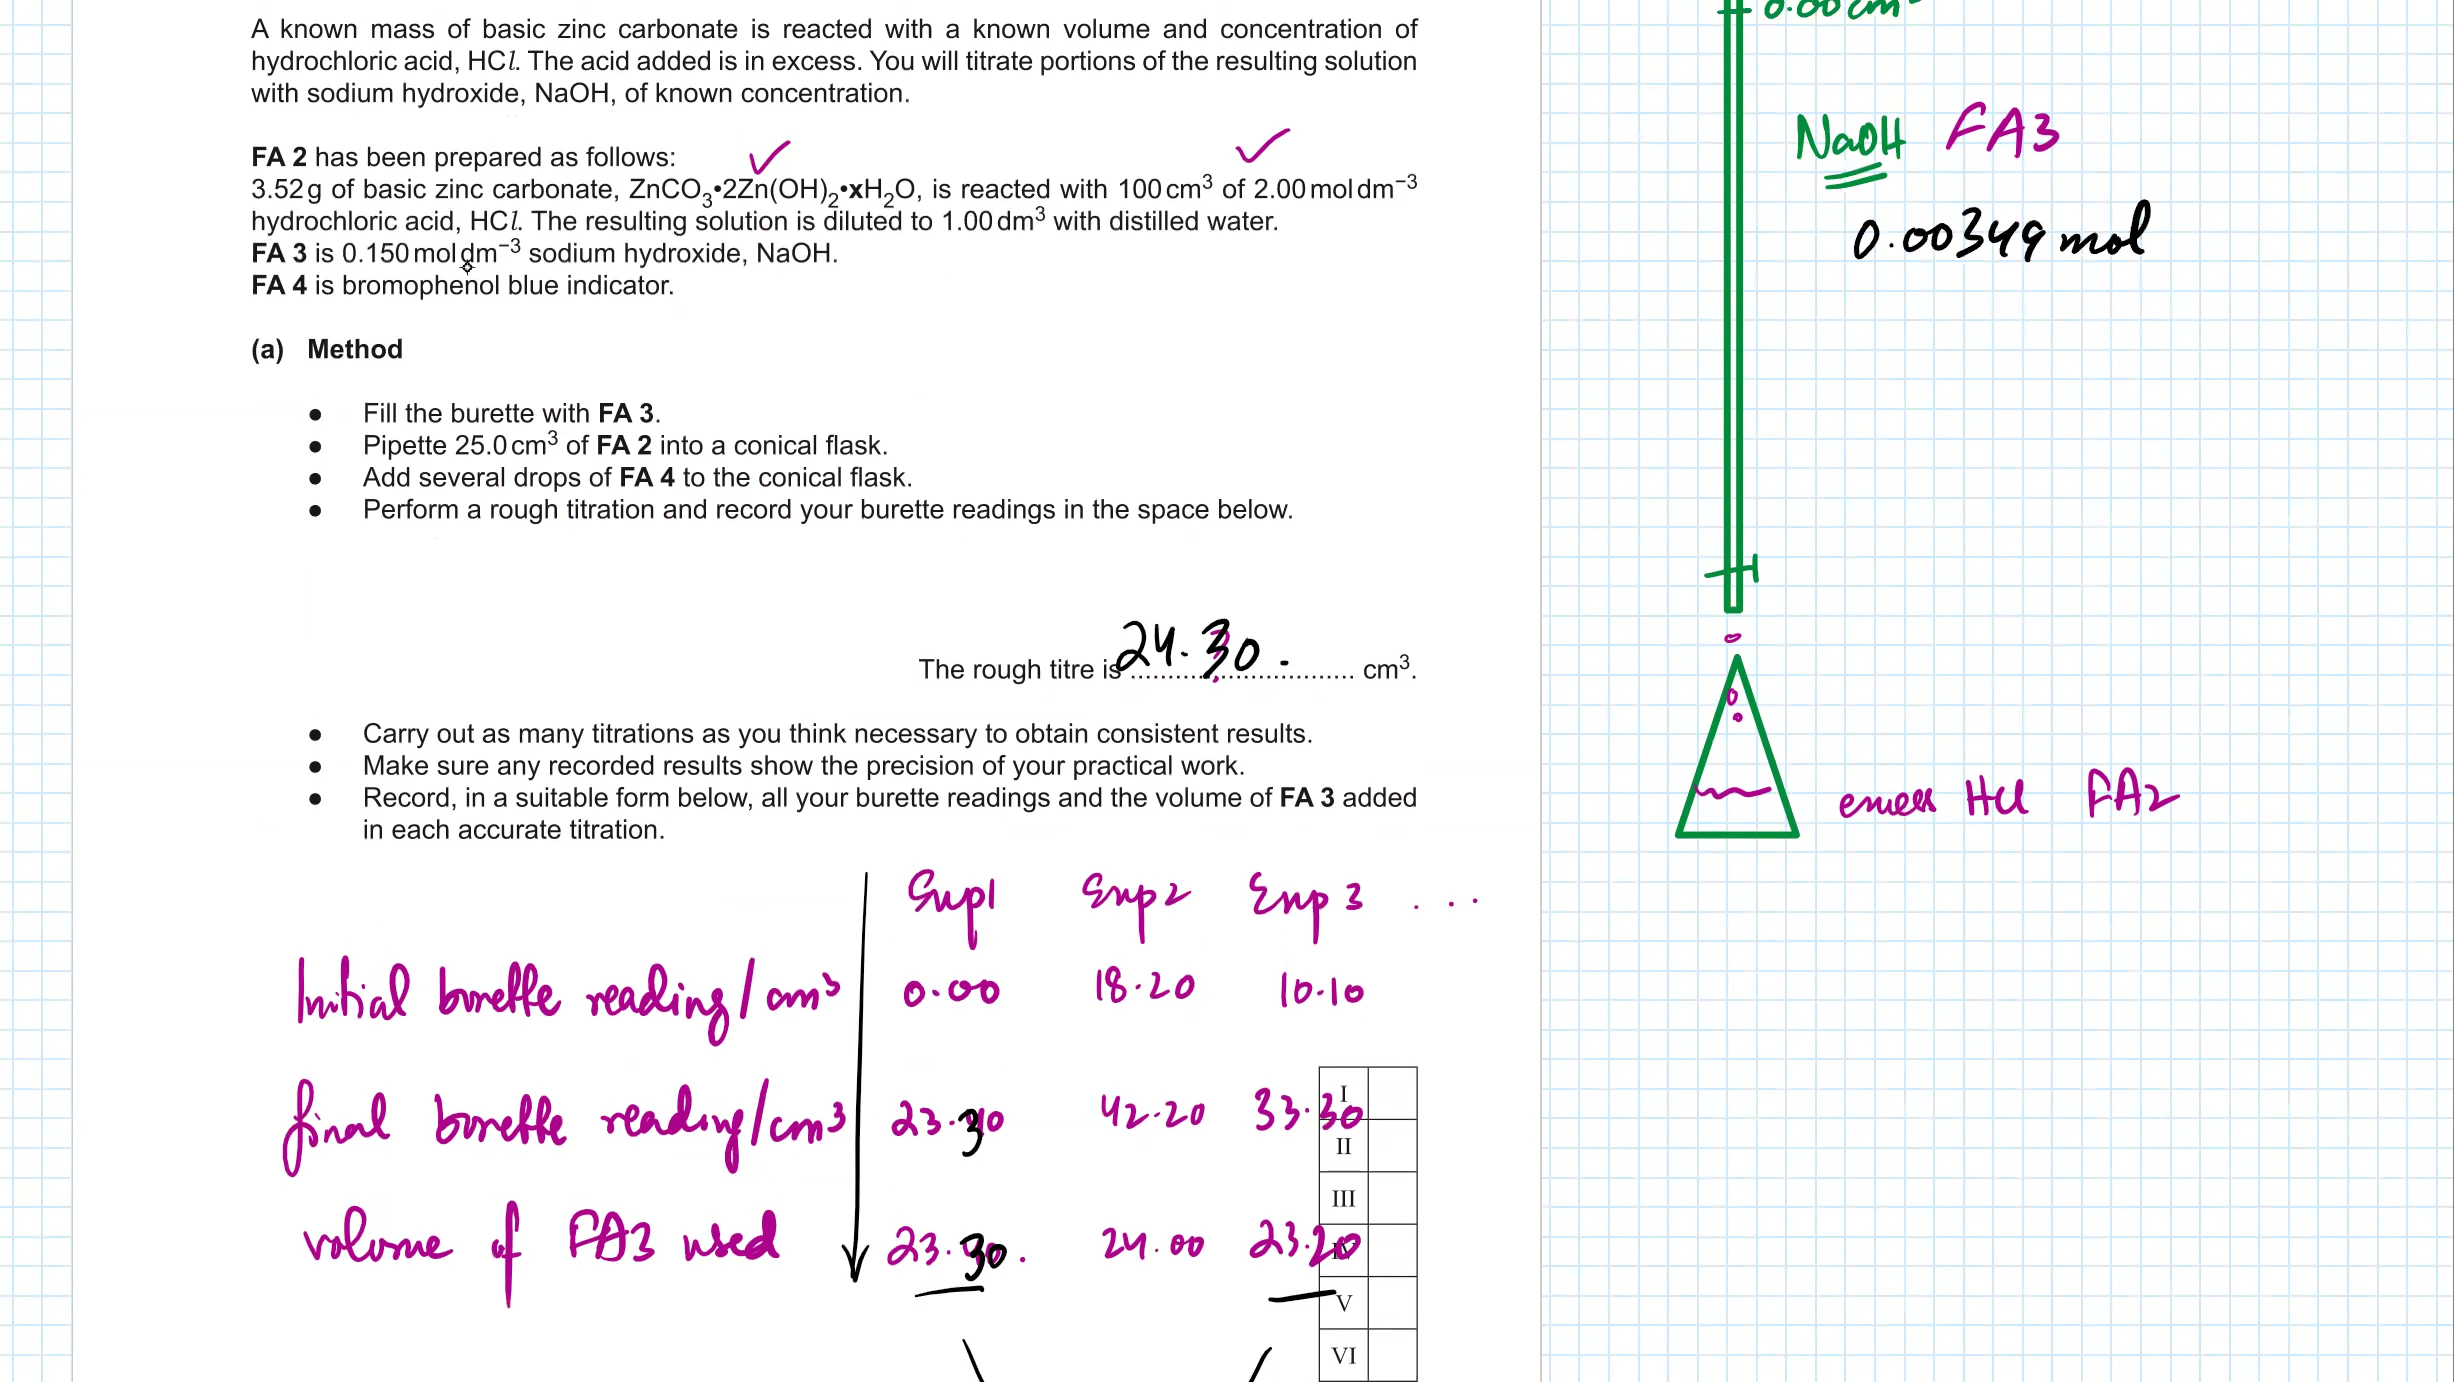 A known mass of basic zinc carbonate is reacted with a known volume and concentration of
hydrochloric acid, HCl. The acid added is in excess. You will titrate portions of the resulting solution
with sodium hydroxide, NaOH, of known concentration.
FA 2 has been prepared as follows:
3.52 g of basic zinc carbonate, ZnCO₃•2Zn(OH)₂•xH₂O, is reacted with 100 cm³ of 2.00 mol dm⁻³
hydrochloric acid, HCl. The resulting solution is diluted to 1.00 dm³ with distilled water.
FA 3 is 0.150 mol dm⁻³ sodium hydroxide, NaOH.
FA 4 is bromophenol blue indicator.
(a) Method
● Fill the burette with FA 3.
● Pipette 25.0 cm³ of FA 2 into a conical flask.
● Add several drops of FA 4 to the conical flask.
● Perform a rough titration and record your burette readings in the space below.
The rough titre is 24.30 cm³.
● Carry out as many titrations as you think necessary to obtain consistent results.
● Make sure any recorded results show the precision of your practical work.
● Record, in a suitable form below, all your burette readings and the volume of FA 3 added
in each accurate titration.
Exp1 Exp2 Exp 3 ...
Initial burette reading/cm³ 0.00 18.20 10.10
final burette reading/cm³ 23.30 42.20 33.30
volume of FA3 used 23.30 24.00 23.20
I
II
III
IV
V
VI
0.00 cm³
NaOH FA3
0.00349 mol
excess HCl FA2